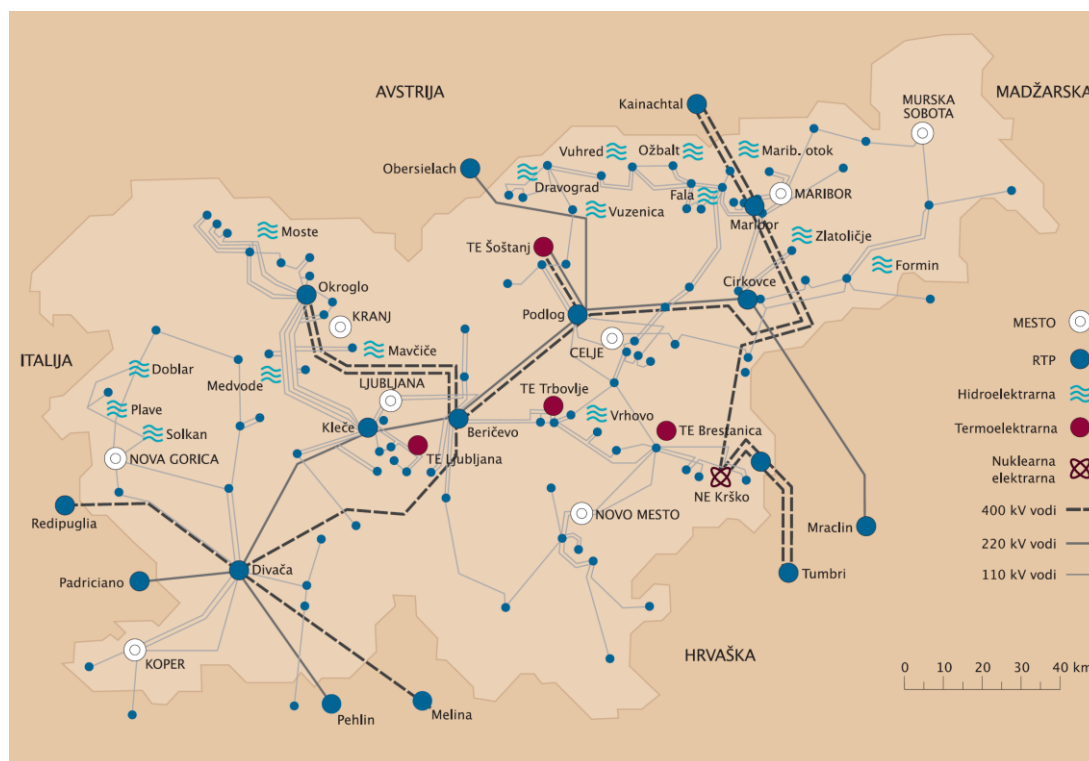 AVSTRIJA
MADŽARSKA
Kainachtal
MURSKA
SOBOTA
Obersielach
Vuhred
Ožbalt
Marib. otok
Dravograd
Fala
MARIBOR
Vuzenica
Maribor
Moste
TE Šoštanj
Zlatoličje
Formin
Okroglo
Cirkovce
KRANJ
Podlog
MESTO
ITALIJA
Mavčiče
CELJE
RTP
Doblar
Medvode
LJUBLJANA
TE Trbovlje
Hidroelektrarna
Plave
Vrhovo
Solkan
Kleče
Beričevo
TE Brestanica
Termoelektrarna
NOVA GORICA
TE Ljubljana
NE Krško
Nuklearna
elektrarna
Redipuglia
NOVO MESTO
400 kV vodi
Mraclin
220 kV vodi
Padriciano
Divača
Tumbri
110 kV vodi
KOPER
HRVAŠKA
0 10 20 30 40 km
Pehlin
Melina